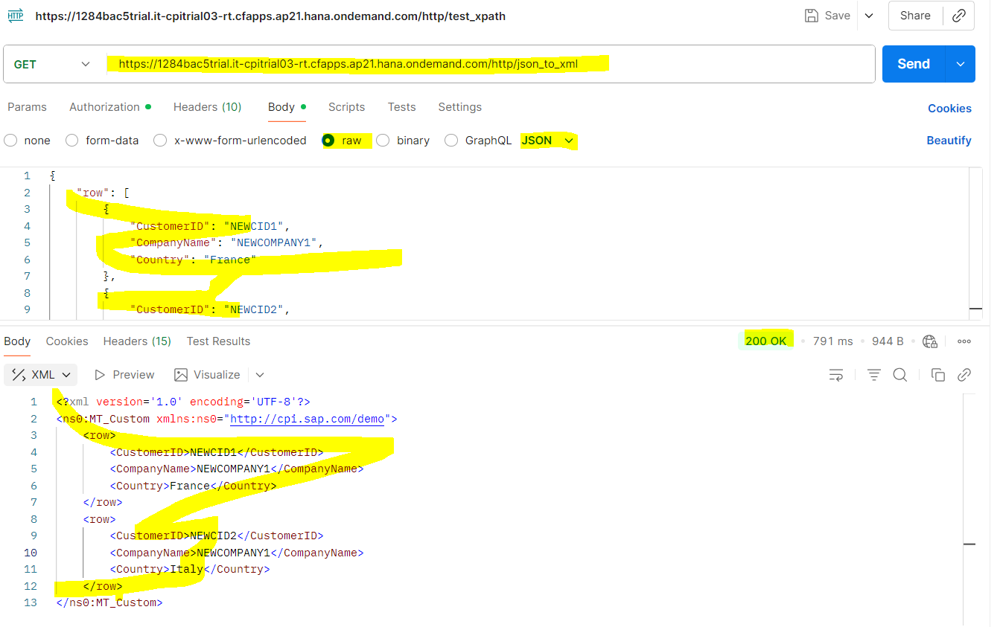 HTTP https://1284bac5trial.it-cpitrial03-rt.cfapps.ap21.hana.ondemand.com/http/test_xpath Save Share
GET https://1284bac5trial.it-cpitrial03-rt.cfapps.ap21.hana.ondemand.com/http/json_to_xml Send
Params Authorization Headers (10) Body Scripts Tests Settings Cookies
none form-data x-www-form-urlencoded raw binary GraphQL JSON Beautify
1 {
2 "row": [
3 {
4 "CustomerID": "NEWCID1",
5 "CompanyName": "NEWCOMPANY1",
6 "Country": "France"
7 },
8 {
9 "CustomerID": "NEWCID2",
Body Cookies Headers (15) Test Results 200 OK 791 ms 944 B
XML Preview Visualize
1 <?xml version='1.0' encoding='UTF-8'?>
2 <ns0:MT_Custom xmlns:ns0="http://cpi.sap.com/demo">
3 <row>
4 <CustomerID>NEWCID1</CustomerID>
5 <CompanyName>NEWCOMPANY1</CompanyName>
6 <Country>France</Country>
7 </row>
8 <row>
9 <CustomerID>NEWCID2</CustomerID>
10 <CompanyName>NEWCOMPANY1</CompanyName>
11 <Country>Italy</Country>
12 </row>
13 </ns0:MT_Custom>